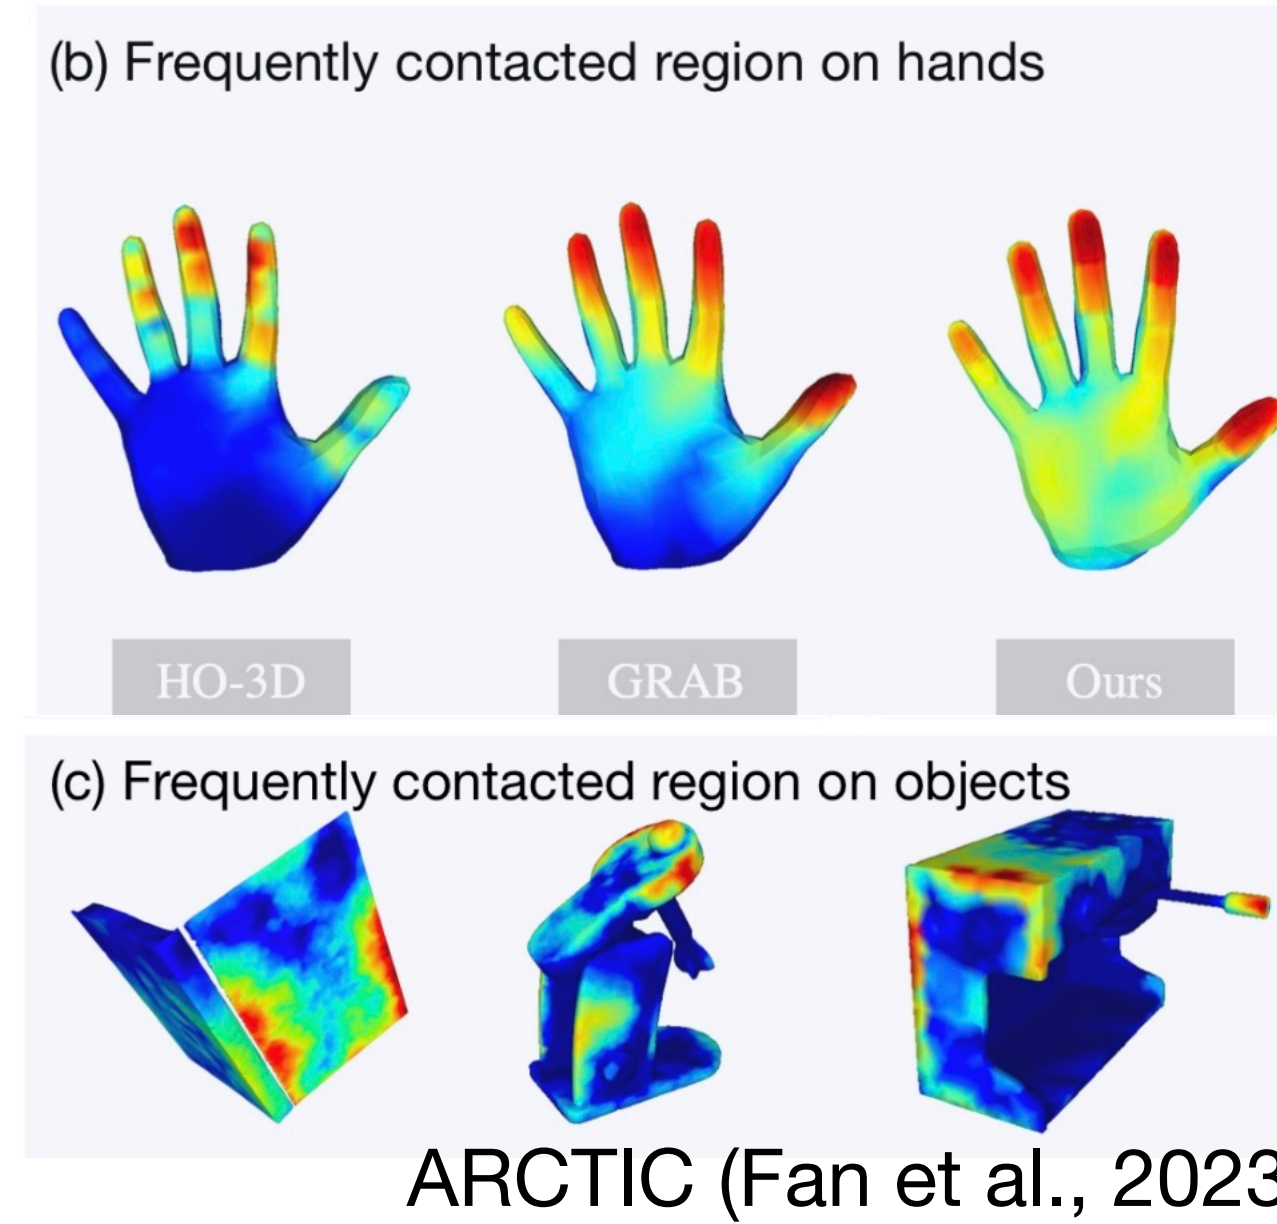 (b) Frequently contacted region on hands
HO-3D GRAB Ours
(c) Frequently contacted region on objects
ARCTIC (Fan et al., 2023